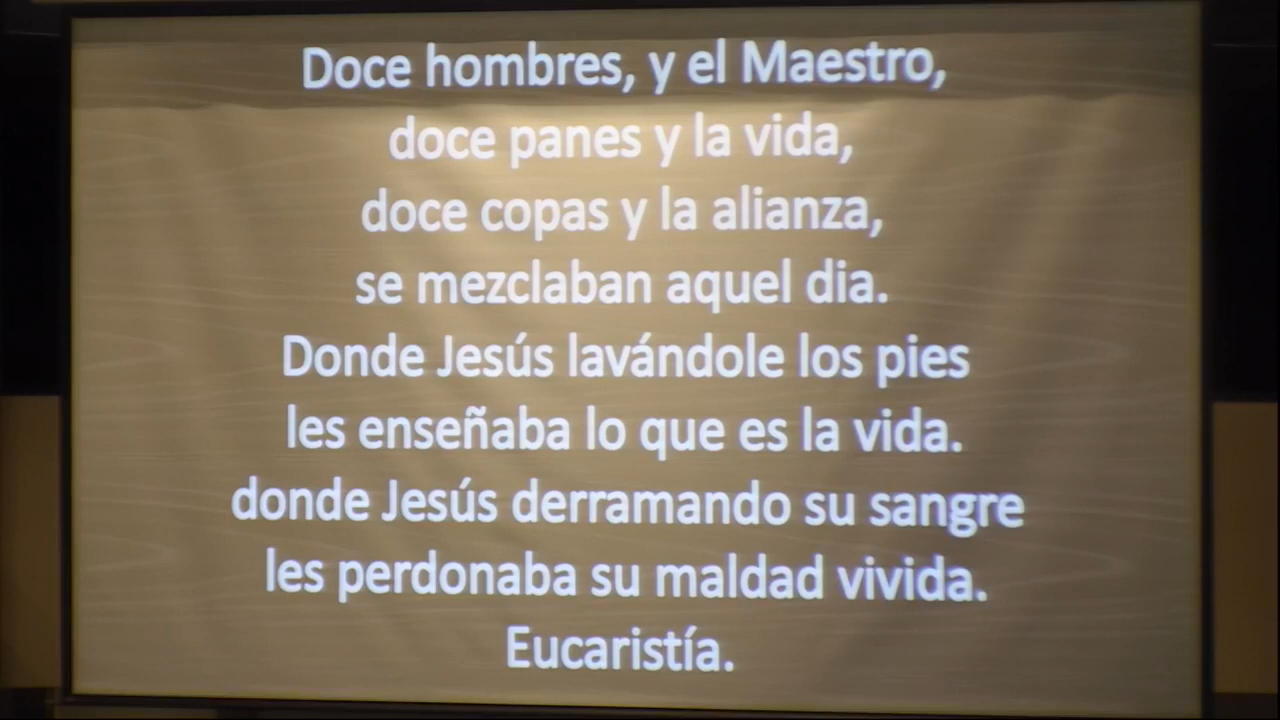 Doce hombres, y el Maestro,
doce panes y la vida,
doce copas y la alianza,
se mezclaban aquel dia.
Donde Jesús lavándole los pies
les enseñaba lo que es la vida.
donde Jesús derramando su sangre
les perdonaba su maldad vivida.
Eucaristía.